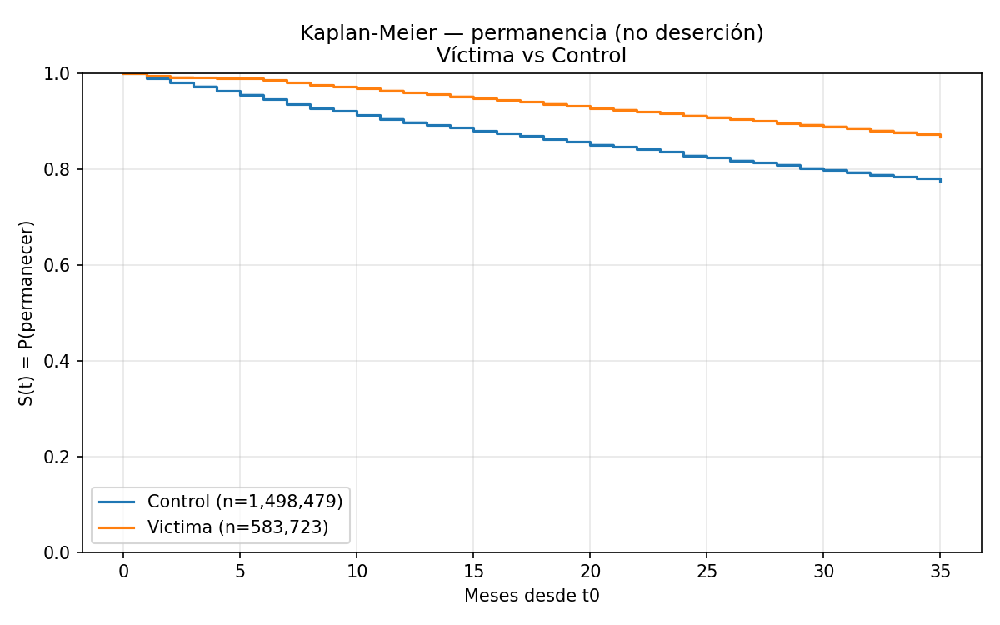 Kaplan-Meier — permanencia (no deserción)
Víctima vs Control
S(t) = P(permanecer)
1.0
0.8
0.6
0.4
0.2
0.0
Control (n=1,498,479)
Victima (n=583,723)
0 5 10 15 20 25 30 35
Meses desde t0